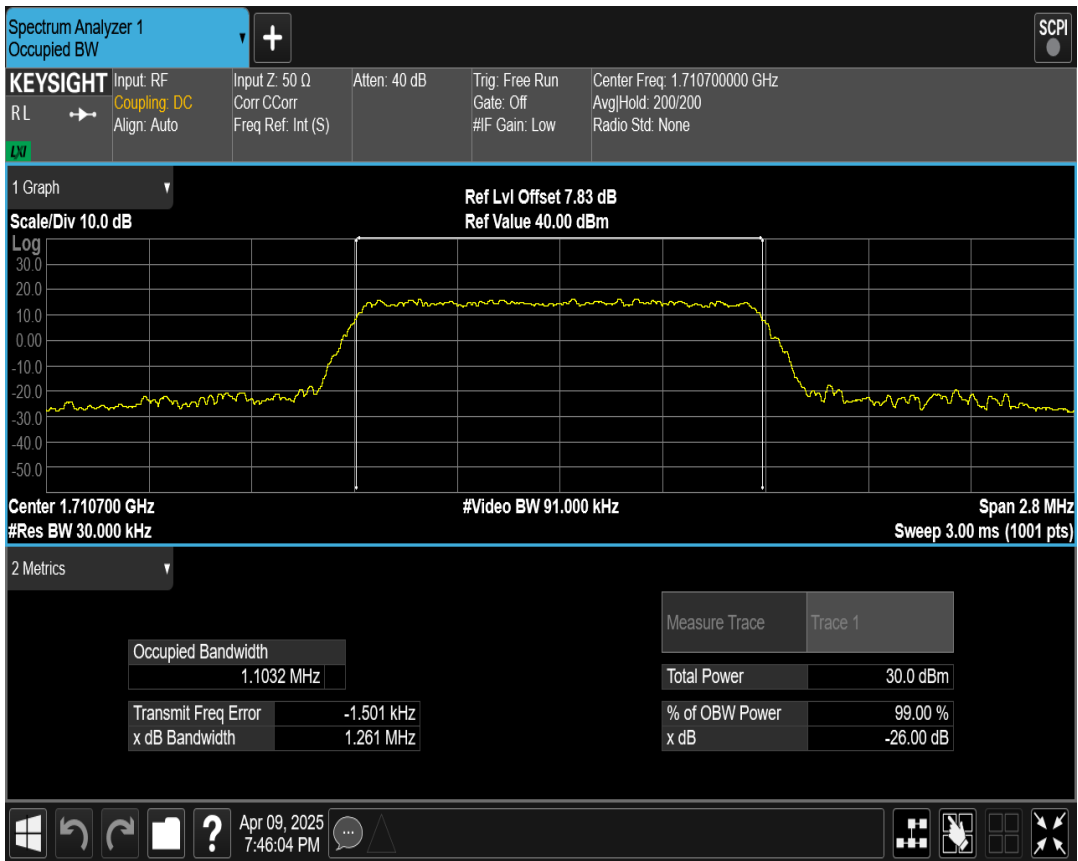 Spectrum Analyzer 1
Occupied BW
+
SCPI
KEYSIGHT
RL
LXI
Input: RF
Coupling: DC
Align: Auto
Input Z: 50 Ω
Corr CCorr
Freq Ref: Int (S)
Atten: 40 dB
Trig: Free Run
Gate: Off
#IF Gain: Low
Center Freq: 1.710700000 GHz
Avg|Hold: 200/200
Radio Std: None
1 Graph
Ref Lvl Offset 7.83 dB
Scale/Div 10.0 dB
Ref Value 40.00 dBm
Log
30.0
20.0
10.0
0.00
-10.0
-20.0
-30.0
-40.0
-50.0
Center 1.710700 GHz
#Video BW 91.000 kHz
Span 2.8 MHz
#Res BW 30.000 kHz
Sweep 3.00 ms (1001 pts)
2 Metrics
Measure Trace Trace 1
Occupied Bandwidth
1.1032 MHz
Total Power 30.0 dBm
Transmit Freq Error -1.501 kHz
% of OBW Power 99.00 %
x dB Bandwidth 1.261 MHz
x dB -26.00 dB
?
Apr 09, 2025
7:46:04 PM